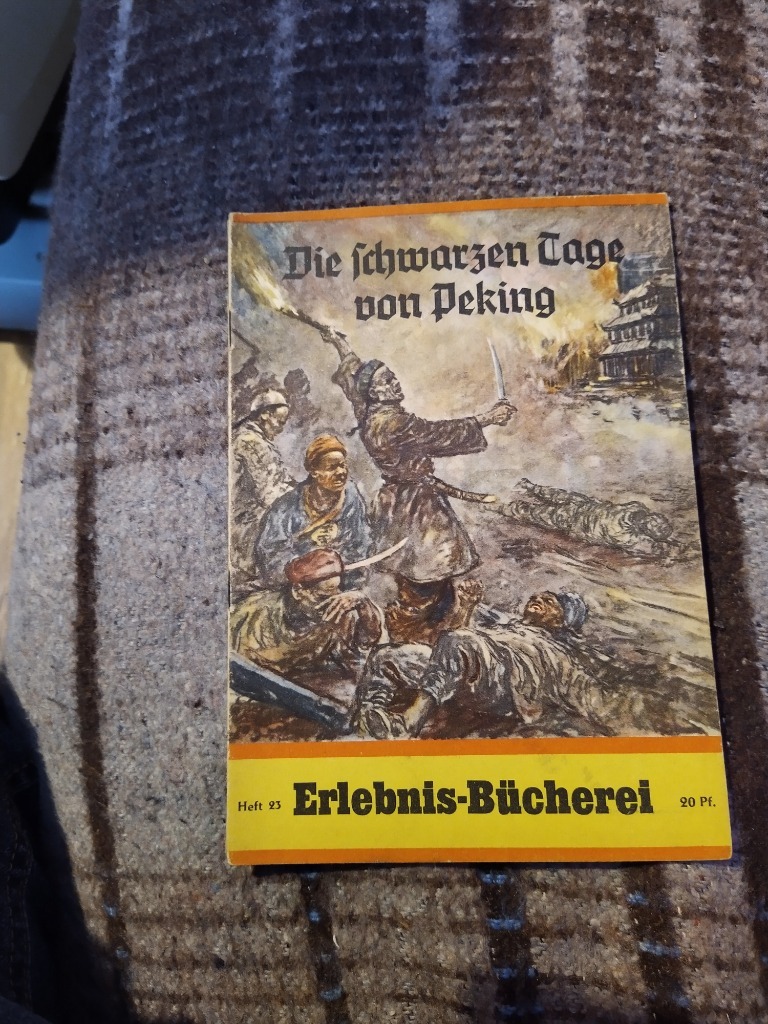 Die schwarzen Tage
von Peking
Heft 23 Erlebnis-Bücherei 20 Pf.